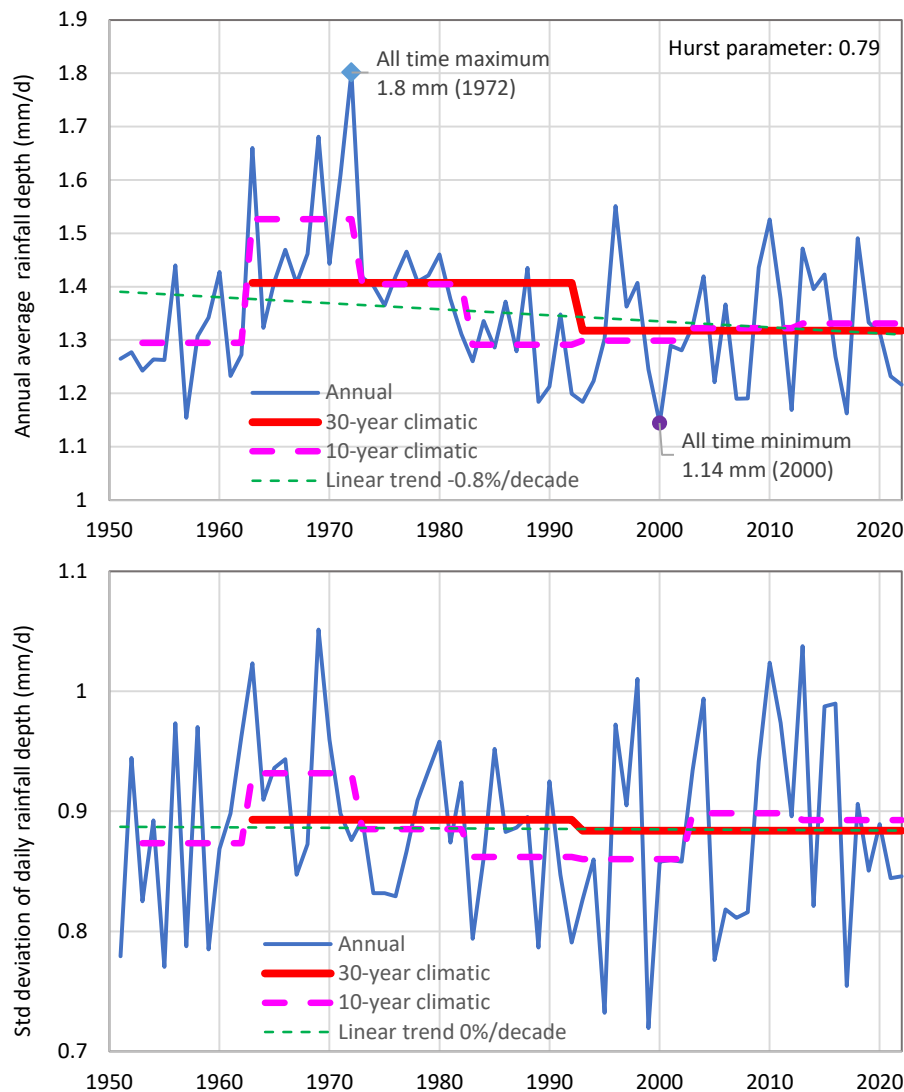 Annual average rainfall depth (mm/d)
1.9
1.8
1.7
1.6
1.5
1.4
1.3
1.2
1.1
1
Hurst parameter: 0.79
All time maximum
1.8 mm (1972)
Annual
30-year climatic
10-year climatic
Linear trend -0.8%/decade
All time minimum
1.14 mm (2000)
1950 1960 1970 1980 1990 2000 2010 2020
Std deviation of daily rainfall depth (mm/d)
1.1
1
0.9
0.8
0.7
Annual
30-year climatic
10-year climatic
Linear trend 0%/decade
1950 1960 1970 1980 1990 2000 2010 2020